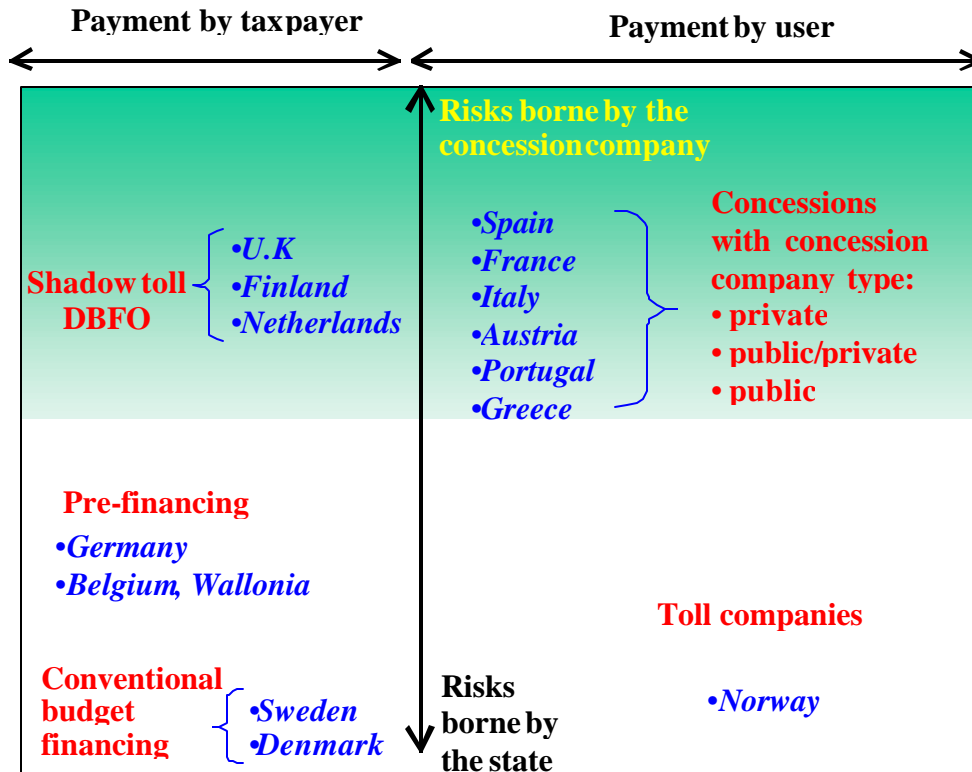 Payment by taxpayer
Payment by user
Risks borne by the
concession company
Shadow toll
DBFO
•U.K
•Finland
•Netherlands
•Spain
•France
•Italy
•Austria
•Portugal
•Greece
Concessions
with concession
company type:
• private
• public/private
• public
Pre-financing
•Germany
•Belgium, Wallonia
Toll companies
•Norway
Conventional
budget
financing
•Sweden
•Denmark
Risks
borne by
the state